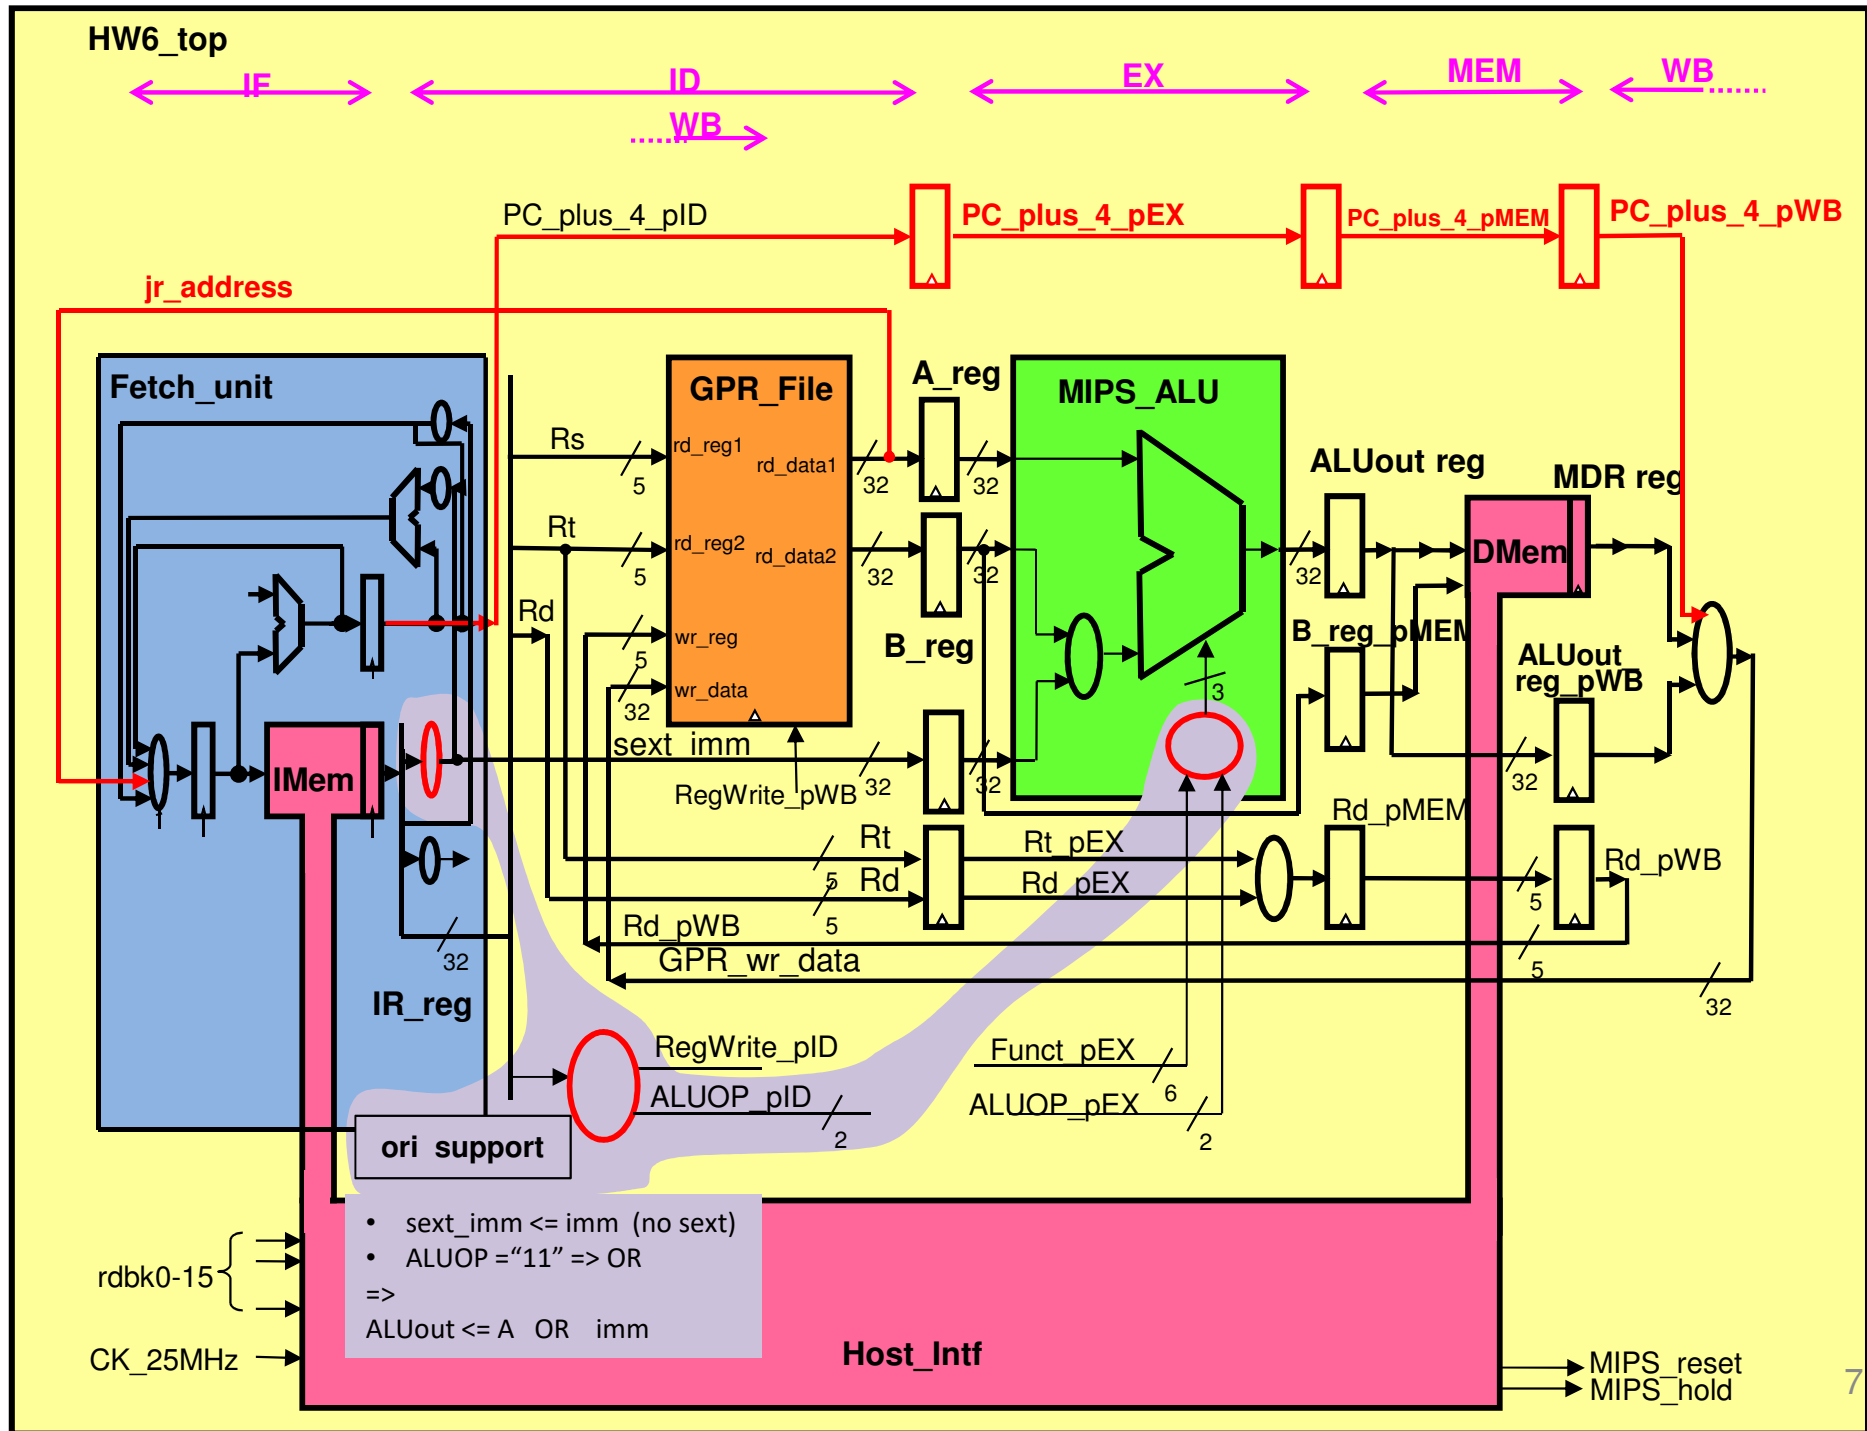 HW6_top
IF
ID
EX
MEM
WB
WB
PC_plus_4_pID
PC_plus_4_pEX
PC_plus_4_pMEM
PC_plus_4_pWB
jr_address
Fetch_unit
GPR_File
A_reg
MIPS_ALU
Rs
rd_reg1
rd_data1
5
32
32
ALUout reg
MDR reg
Rt
rd_reg2
rd_data2
5
32
32
32
DMem
Rd
wr_reg
5
B_reg
B_reg_pMEM
ALUout_
reg_pWB
wr_data
32
3
sext_imm
32
32
32
IMem
RegWrite_pWB
Rd_pMEM
Rt
Rt_pEX
Rd_pWB
5
Rd
Rd_pEX
5
5
Rd_pWB
32
GPR_wr_data
5
32
IR_reg
RegWrite_pID
Funct_pEX
6
ALUOP_pID
ALUOP_pEX
2
2
ori support
• sext_imm <= imm (no sext)
• ALUOP =“11” => OR
=>
ALUout <= A OR imm
rdbk0-15
CK_25MHz
Host_Intf
MIPS_reset
MIPS_hold
7